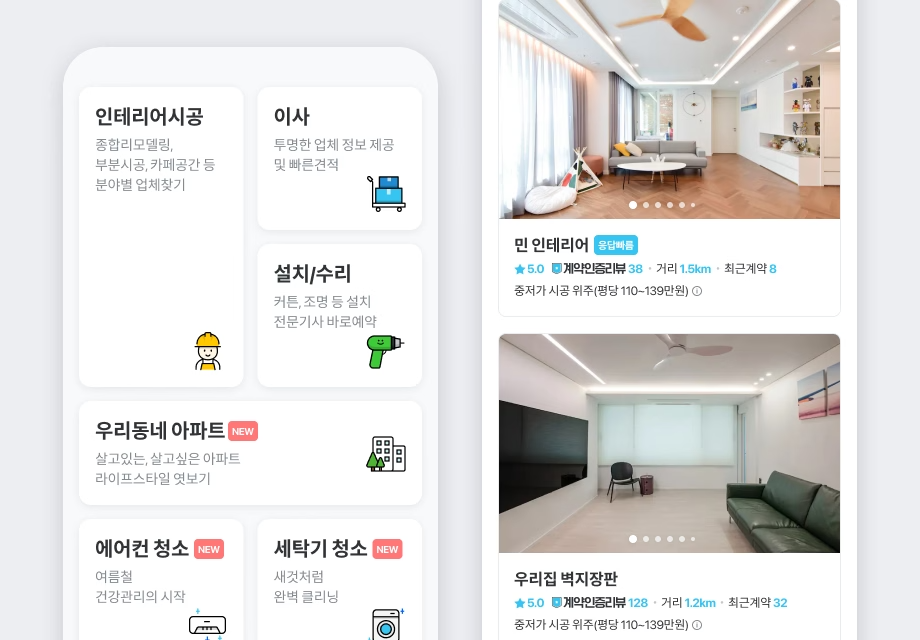 인테리어시공
종합리모델링,
부분시공, 카페공간 등
분야별 업체찾기
이사
투명한 업체 정보 제공
및 빠른견적
설치/수리
커튼, 조명 등 설치
전문기사 바로예약
우리동네 아파트 NEW
살고있는, 살고싶은 아파트
라이프스타일 엿보기
에어컨 청소 NEW
여름철
건강관리의 시작
세탁기 청소 NEW
새것처럼
완벽 클리닝
민 인테리어 응답빠름
5.0 계약인증리뷰 38 · 거리 1.5km · 최근계약 8
중저가 시공 위주(평당 110~139만원)
우리집 벽지장판
5.0 계약인증리뷰 128 · 거리 1.2km · 최근계약 32
중저가 시공 위주(평당 110~139만원)